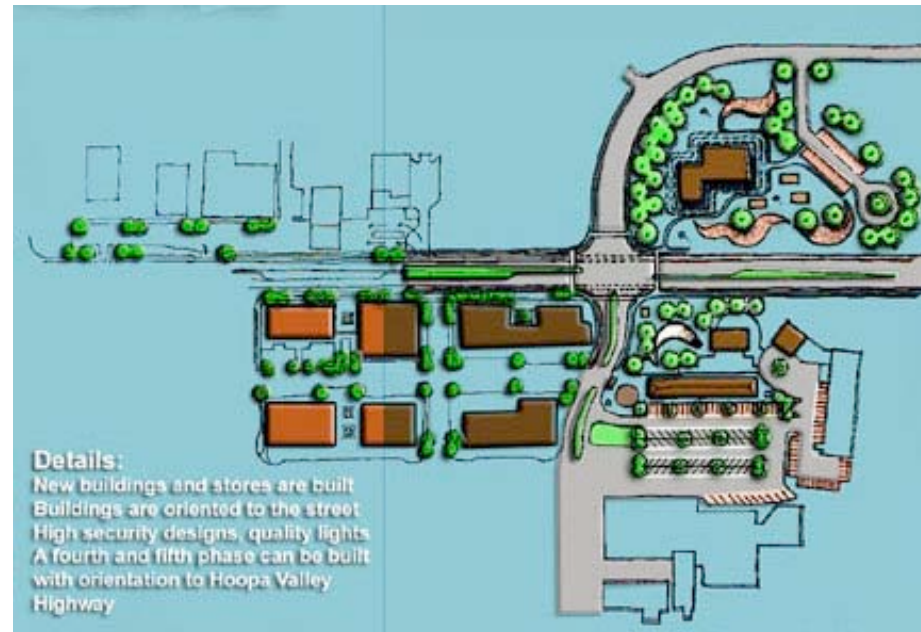 Details:
New buildings and stores are built
Buildings are oriented to the street
High security designs, quality lights
A fourth and fifth phase can be built
with orientation to Hoopa Valley
Highway